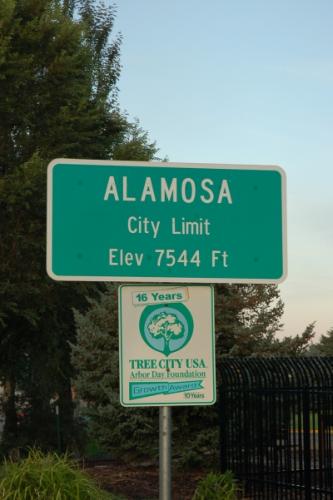 ALAMOSA
City Limit
Elev 7544 Ft
16 Years
TREE CITY USA
Arbor Day Foundation
Growth Award
10 Years